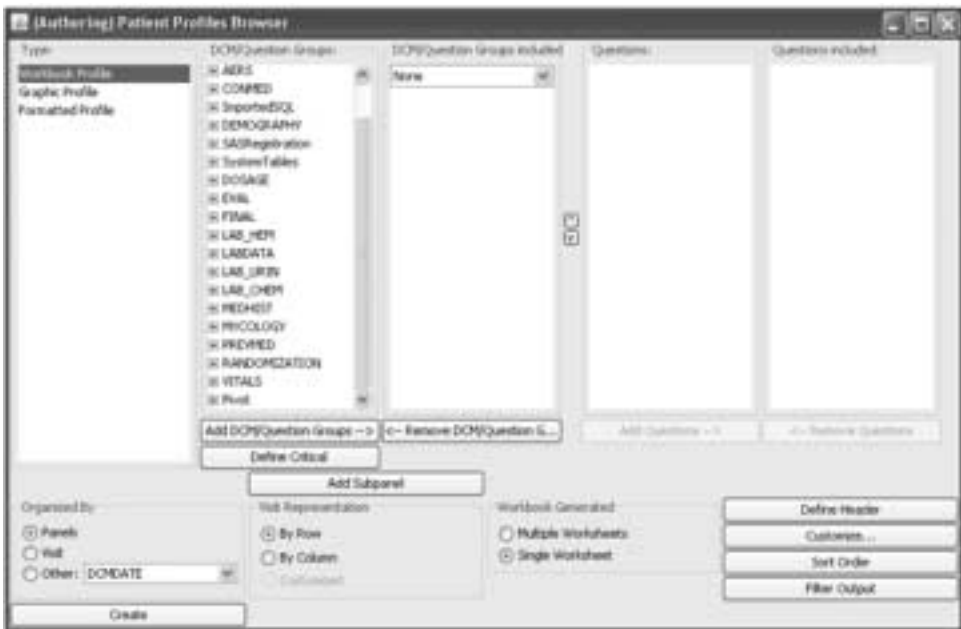 (Authoring) Patient Profiles Browser
Type:
Workbook Profile
Graphic Profile
Formatted Profile
DCM/Question Groups:
AERS
CONMED
ImportedSQL
DEMOGRAPHY
SASRegistration
SystemTables
DOSAGE
EVAL
FINAL
LAB_HEM
LABDATA
LAB_URIN
LAB_CHEM
MEDHIST
MYCOLOGY
PREVMED
RANDOMIZATION
VITALS
Pivot
Add DCM/Question Groups -->
Define Critical
DCM/Question Groups included
None
<-- Remove DCM/Question G...
Questions:
Add Questions -->
Questions included:
<-- Remove Questions
Add Subpanel
Organized By
Panels
Visit
Other: DCMDATE
Visit Representation
By Row
By Column
Customized
Workbook Generated
Multiple Worksheets
Single Worksheet
Define Header
Customize...
Sort Order
Filter Output
Create